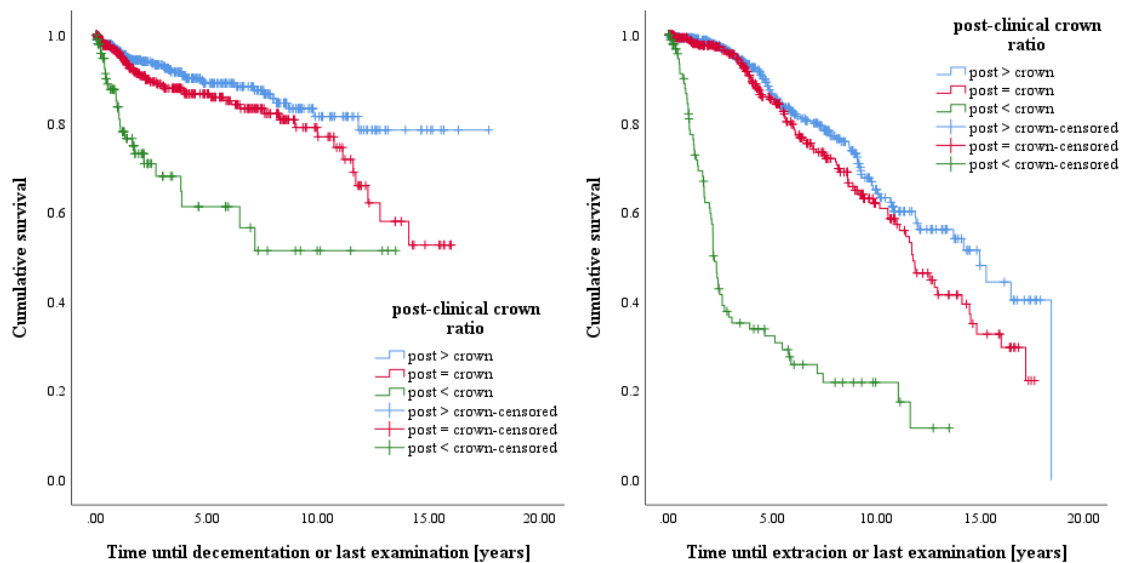 1.0
0.8
0.6
0.4
0.2
0.0
Cumulative survival
post-clinical crown
ratio
post > crown
post = crown
post < crown
post > crown-censored
post = crown-censored
post < crown-censored
.00 5.00 10.00 15.00 20.00
Time until decementation or last examination [years]
1.0
0.8
0.6
0.4
0.2
0.0
Cumulative survival
post-clinical crown
ratio
post > crown
post = crown
post < crown
post > crown-censored
post = crown-censored
post < crown-censored
.00 5.00 10.00 15.00 20.00
Time until extracion or last examination [years]